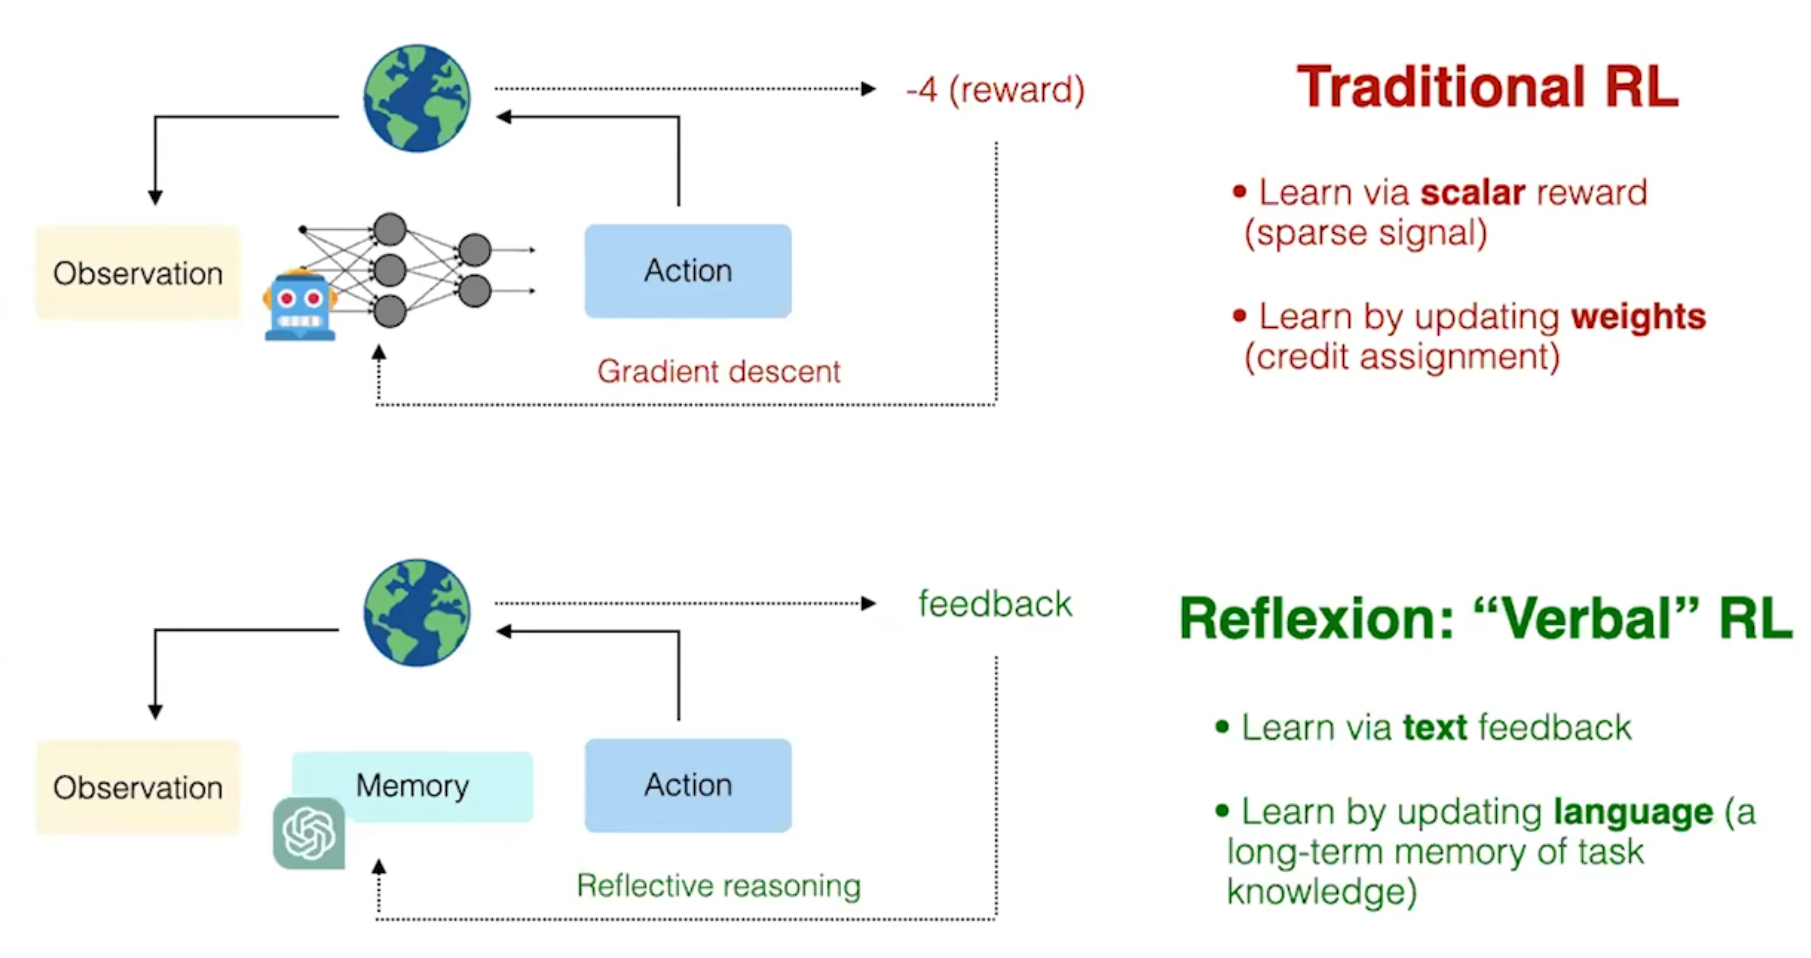 -4 (reward)
Observation
Action
Gradient descent
Traditional RL
• Learn via scalar reward
(sparse signal)
• Learn by updating weights
(credit assignment)
feedback
Observation
Memory
Action
Reflective reasoning
Reflexion: “Verbal” RL
• Learn via text feedback
• Learn by updating language (a
long-term memory of task
knowledge)